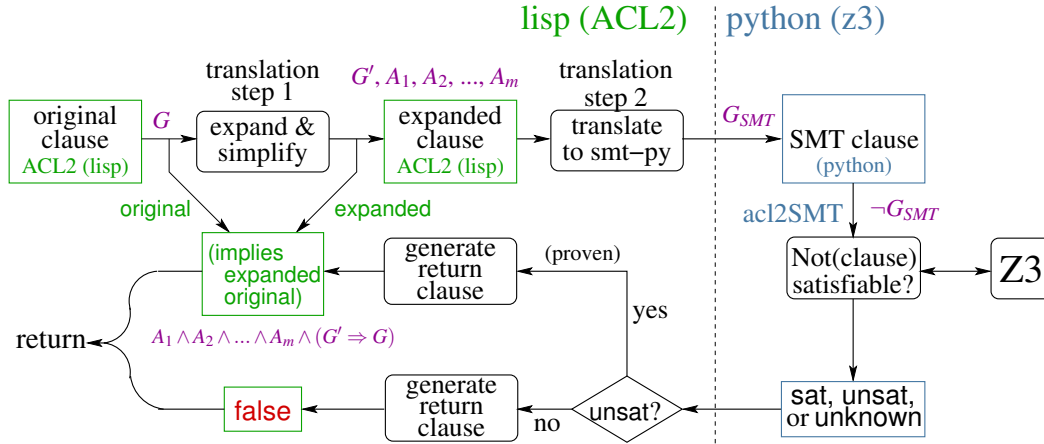 lisp (ACL2)
python (z3)
translation
step 1
G′, A₁, A₂, ..., Aₘ
translation
step 2
original
clause
ACL2 (lisp)
G
expand &
simplify
expanded
clause
ACL2 (lisp)
translate
to smt−py
G_SMT
SMT clause
(python)
original
expanded
acl2SMT
¬G_SMT
(implies
expanded
original)
generate
return
clause
(proven)
Not(clause)
satisfiable?
Z3
yes
return
A₁ ∧ A₂ ∧ ... ∧ Aₘ ∧ (G′ ⇒ G)
false
generate
return
clause
no
unsat?
sat, unsat,
or unknown